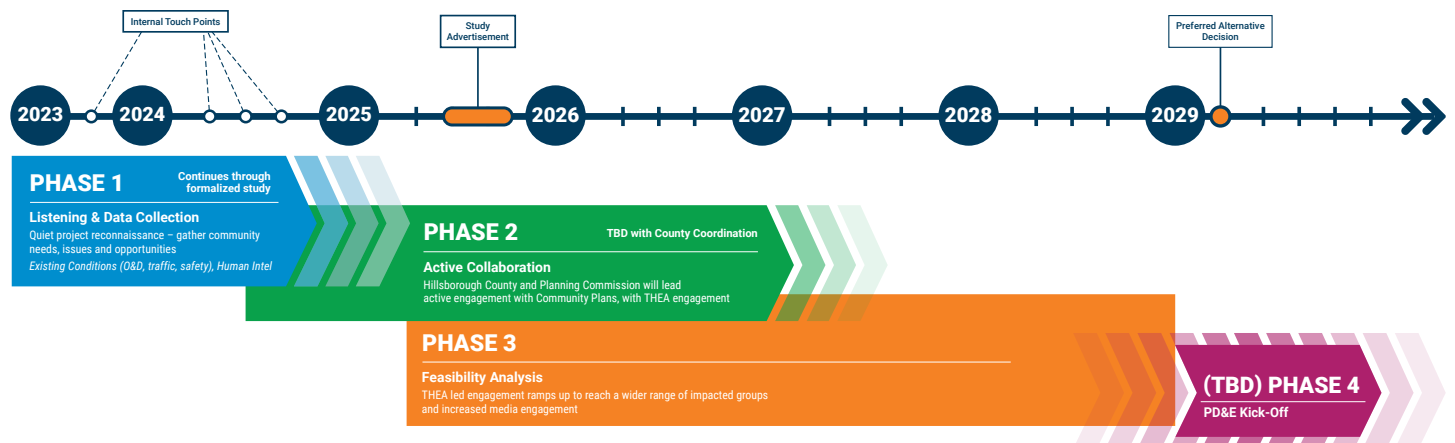 Internal Touch Points
Study
Advertisement
Preferred Alternative
Decision
2023
2024
2025
2026
2027
2028
2029
PHASE 1
Continues through
formalized study
Listening & Data Collection
Quiet project reconnaissance – gather community
needs, issues and opportunities
Existing Conditions (O&D, traffic, safety), Human Intel
PHASE 2
TBD with County Coordination
Active Collaboration
Hillsborough County and Planning Commission will lead
active engagement with Community Plans, with THEA engagement
PHASE 3
Feasibility Analysis
THEA led engagement ramps up to reach a wider range of impacted groups
and increased media engagement
(TBD) PHASE 4
PD&E Kick-Off